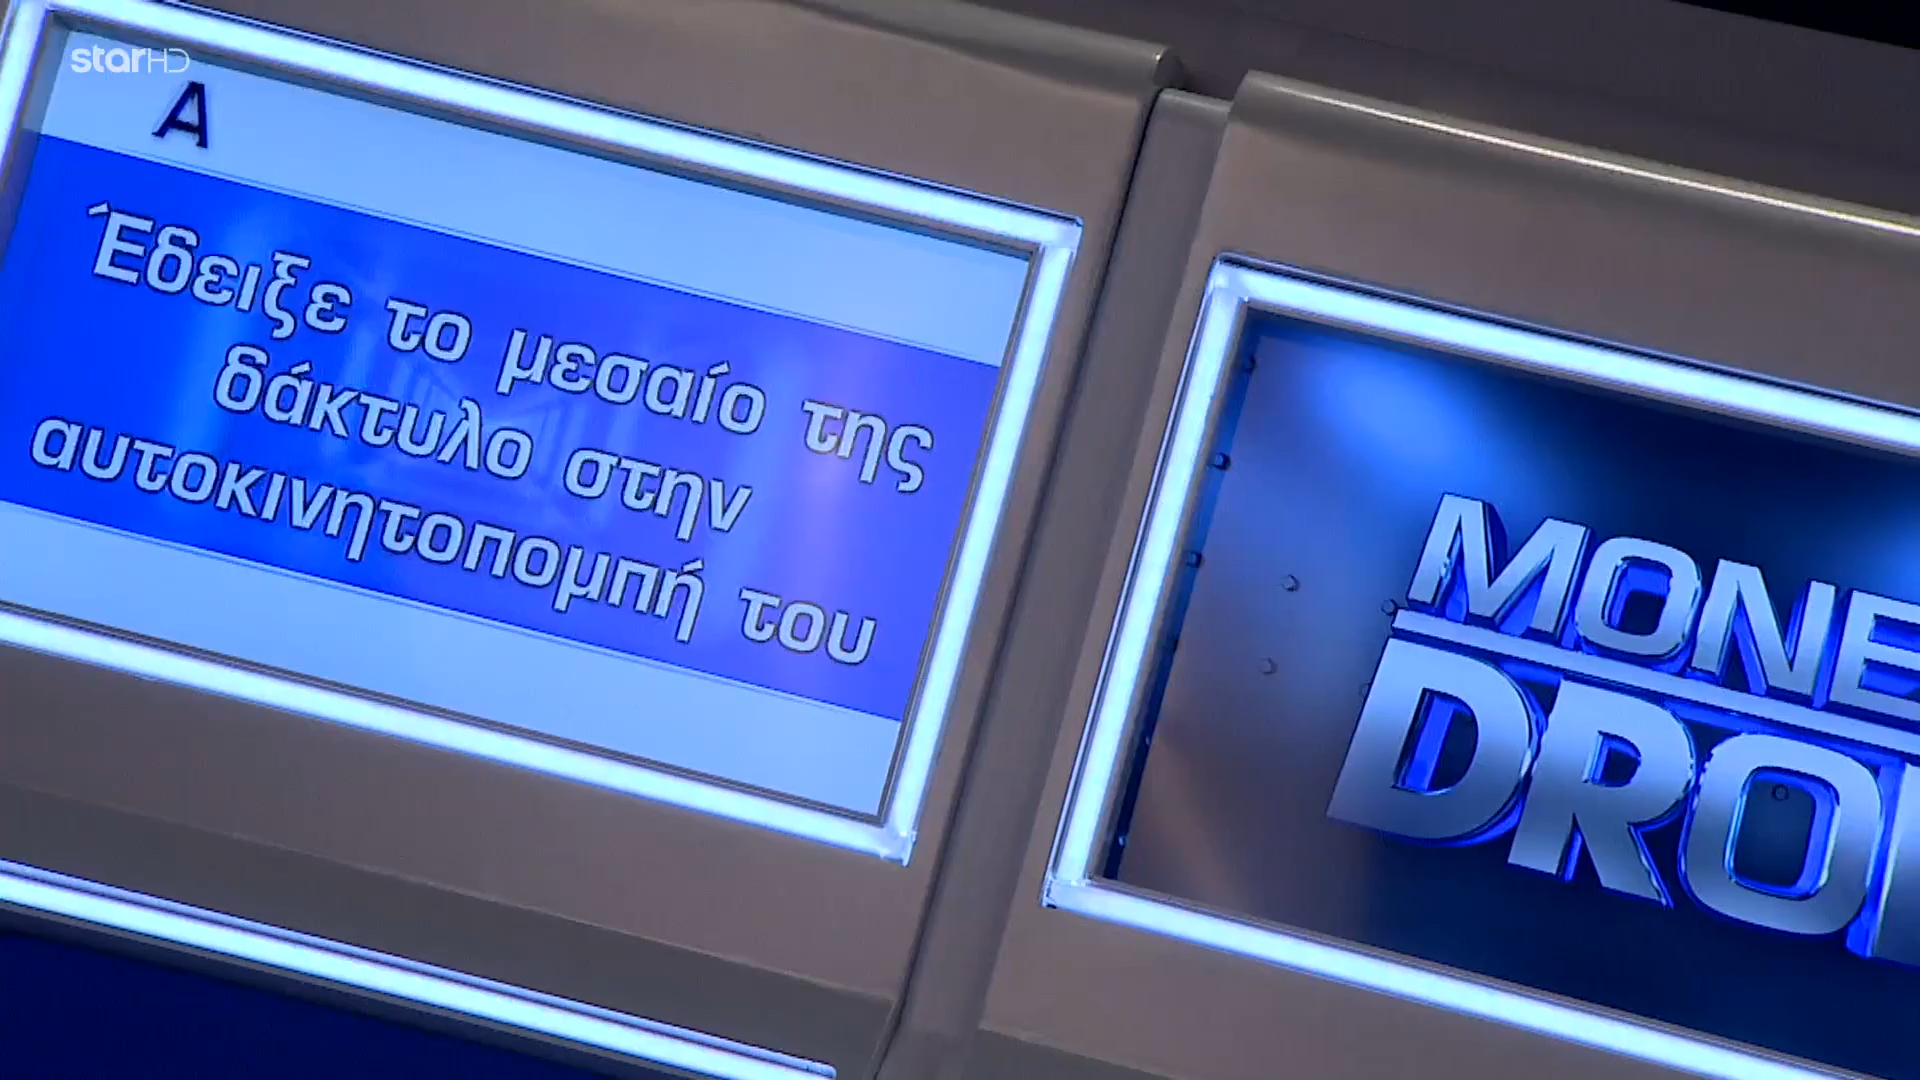 starHD
A
Έδειξε το μεσαίο της
δάκτυλο στην
αυτοκινητοπομπή του
MONE
DRO